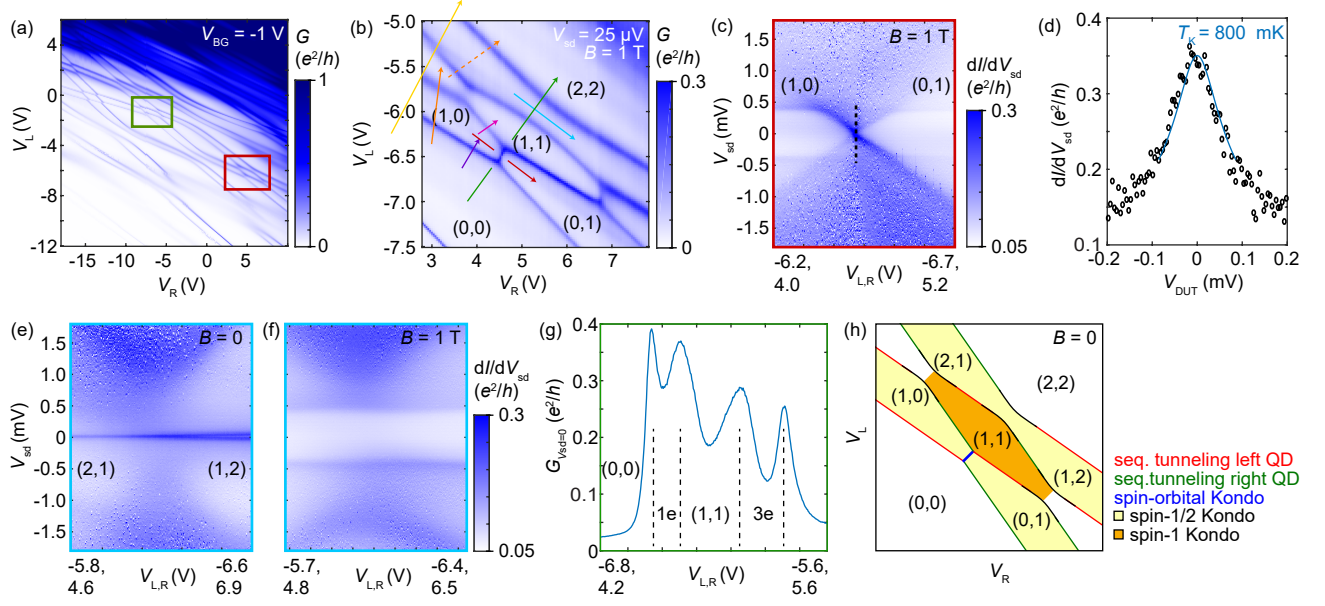 (a)
V_BG = -1 V
G
(e²/h)
1
0
4
0
-4
-8
-12
V_L (V)
-15
-10
-5
0
5
V_R (V)
(b)
V_sd = 25 µV
B = 1 T
G
(e²/h)
0.3
0
-5.0
-5.5
-6.0
-6.5
-7.0
-7.5
V_L (V)
(2,2)
(1,0)
(1,1)
(0,0)
(0,1)
3
4
5
6
7
V_R (V)
(c)
B = 1 T
(1,0)
(0,1)
dI/dV_sd
(e²/h)
0.3
0.05
1.5
1.0
0.5
0
-0.5
-1.0
-1.5
V_sd (mV)
-6.2,
4.0
V_L,R (V)
-6.7,
5.2
(d)
T_K = 800 mK
0.4
0.3
0.2
0.1
dI/dV_sd (e²/h)
-0.2
-0.1
0
0.1
0.2
V_DUT (mV)
(e)
B = 0
1.5
1.0
0.5
0
-0.5
-1.0
-1.5
V_sd (mV)
(2,1)
(1,2)
-5.8,
4.6
V_L,R (V)
-6.6,
6.9
(f)
B = 1 T
dI/dV_sd
(e²/h)
0.3
0.05
-5.7,
4.8
V_L,R (V)
-6.4,
6.5
(g)
0.4
0.3
0.2
0.1
0
G_Vsd=0 (e²/h)
(0,0)
1e
(1,1)
3e
-6.8,
4.2
V_L,R (V)
-5.6,
5.6
(h)
B = 0
(2,1)
(2,2)
(1,0)
(1,1)
(1,2)
(0,0)
(0,1)
V_L
V_R
seq. tunneling left QD
seq.tunneling right QD
spin-orbital Kondo
spin-1/2 Kondo
spin-1 Kondo